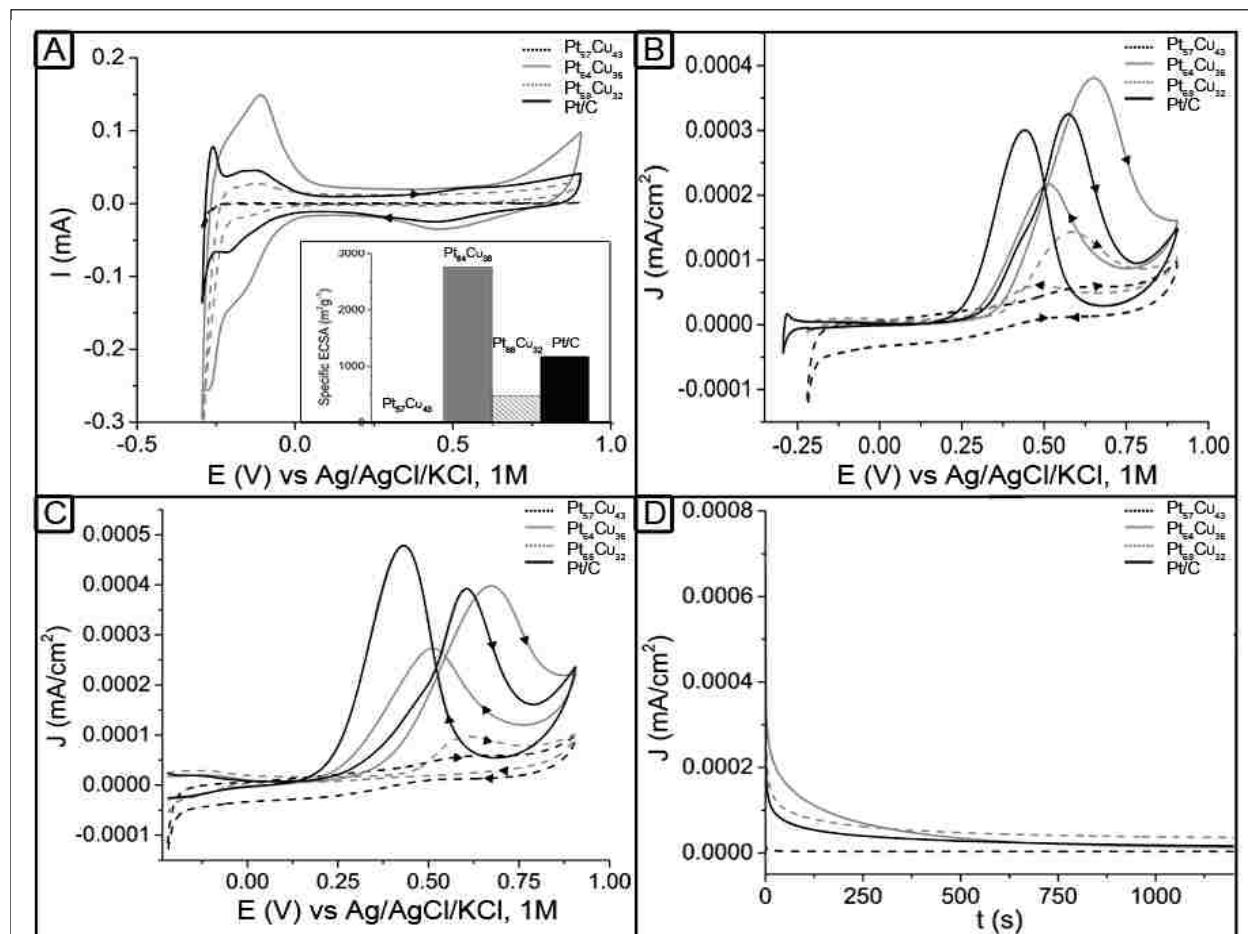 A
Pt57Cu43
Pt64Cu36
Pt68Cu32
Pt/C
0.2
0.1
0.0
-0.1
-0.2
-0.3
I (mA)
-0.5 0.0 0.5 1.0
E (V) vs Ag/AgCl/KCl, 1M
3000
2000
1000
0
Specific ECSA (m2g-1)
Pt57Cu43
Pt64Cu36
Pt68Cu32
Pt/C
B
Pt57Cu43
Pt64Cu36
Pt68Cu32
Pt/C
0.0004
0.0003
0.0002
0.0001
0.0000
-0.0001
J (mA/cm2)
-0.25 0.00 0.25 0.50 0.75 1.00
E (V) vs Ag/AgCl/KCl, 1M
C
Pt57Cu43
Pt64Cu36
Pt68Cu32
Pt/C
0.0005
0.0004
0.0003
0.0002
0.0001
0.0000
-0.0001
J (mA/cm2)
0.00 0.25 0.50 0.75 1.00
E (V) vs Ag/AgCl/KCl, 1M
D
Pt57Cu43
Pt64Cu36
Pt68Cu32
Pt/C
0.0008
0.0006
0.0004
0.0002
0.0000
J (mA/cm2)
0 250 500 750 1000
t (s)